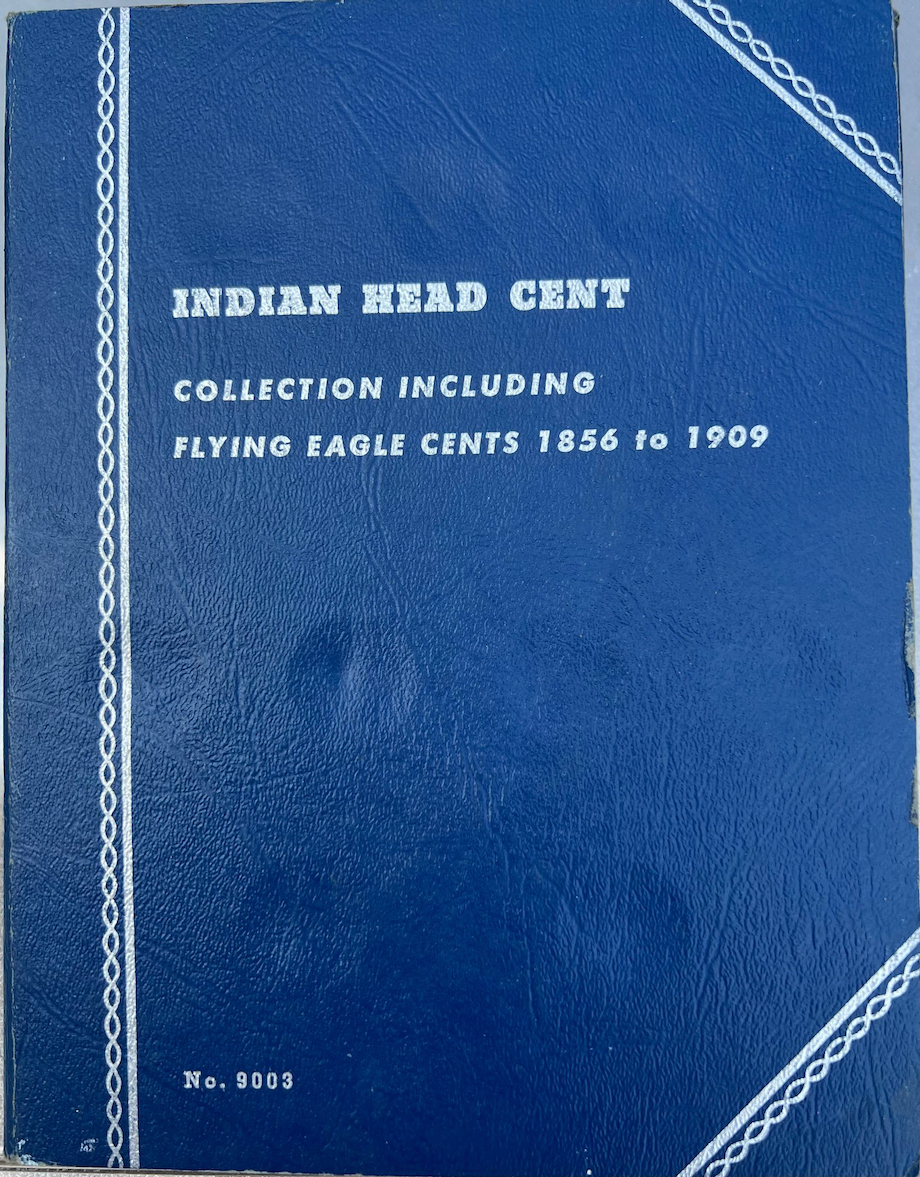 INDIAN HEAD CENT
COLLECTION INCLUDING
FLYING EAGLE CENTS 1856 to 1909
No. 9003